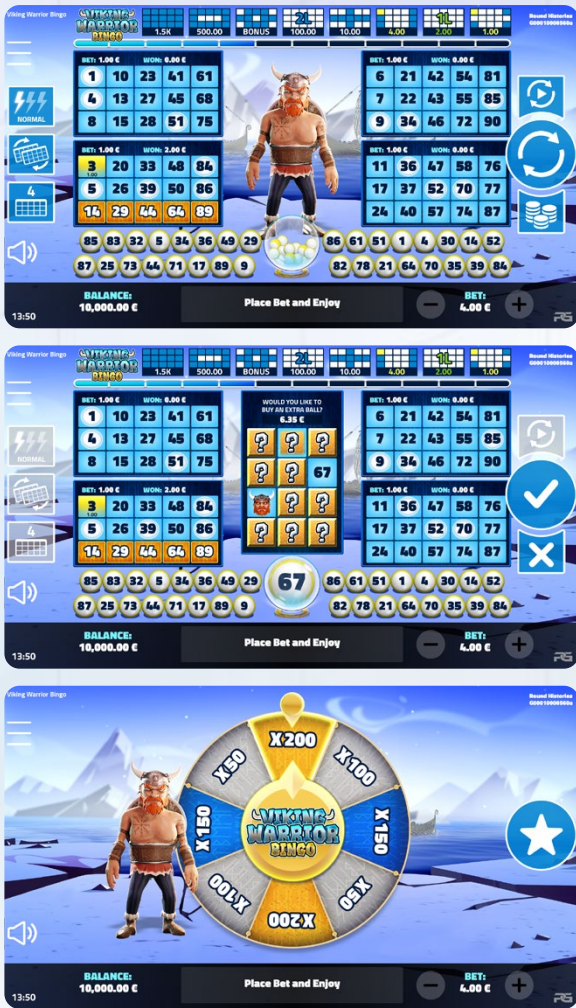 Viking Warrior Bingo
VIKING WARRIOR BINGO
1.5K 500.00 BONUS 2L 100.00 10.00 4.00 1L 2.00 1.00
Round Histories
BET: 1.00 € WON: 0.00 €
1 10 23 41 61
4 13 27 45 68
8 15 28 51 75
BET: 1.00 € WON: 0.00 €
6 21 42 54 81
7 22 43 55 85
9 34 46 72 90
NORMAL
4
BET: 1.00 € WON: 2.00 €
3 1.00 20 33 48 84
5 26 39 50 86
14 29 44 64 89
BET: 1.00 € WON: 0.00 €
11 36 47 58 76
17 37 52 70 77
24 40 57 74 87
85 83 32 5 34 36 49 29
86 61 51 1 4 30 14 52
87 25 73 44 71 17 89 9
82 78 21 64 70 35 39 84
13:50
BALANCE:
10,000.00 €
Place Bet and Enjoy
BET:
4.00 €
Viking Warrior Bingo
VIKING WARRIOR BINGO
1.5K 500.00 BONUS 2L 100.00 10.00 4.00 1L 2.00 1.00
Round Histories
BET: 1.00 € WON: 0.00 €
1 10 23 41 61
4 13 27 45 68
8 15 28 51 75
WOULD YOU LIKE TO
BUY AN EXTRA BALL?
6.35 €
? ? ?
? ? 67
? ?
? ? ?
BET: 1.00 € WON: 0.00 €
6 21 42 54 81
7 22 43 55 85
9 34 46 72 90
NORMAL
4
BET: 1.00 € WON: 2.00 €
3 1.00 20 33 48 84
5 26 39 50 86
14 29 44 64 89
BET: 1.00 € WON: 0.00 €
11 36 47 58 76
17 37 52 70 77
24 40 57 74 87
85 83 32 5 34 36 49 29
67
86 61 51 1 4 30 14 52
87 25 73 44 71 17 89 9
82 78 21 64 70 35 39 84
13:50
BALANCE:
10,000.00 €
Place Bet and Enjoy
BET:
4.00 €
Viking Warrior Bingo
Round Histories
X200
X100
X150
X50
X200
X100
X150
X50
VIKING
WARRIOR
BINGO
13:50
BALANCE:
10,000.00 €
Place Bet and Enjoy
BET:
4.00 €